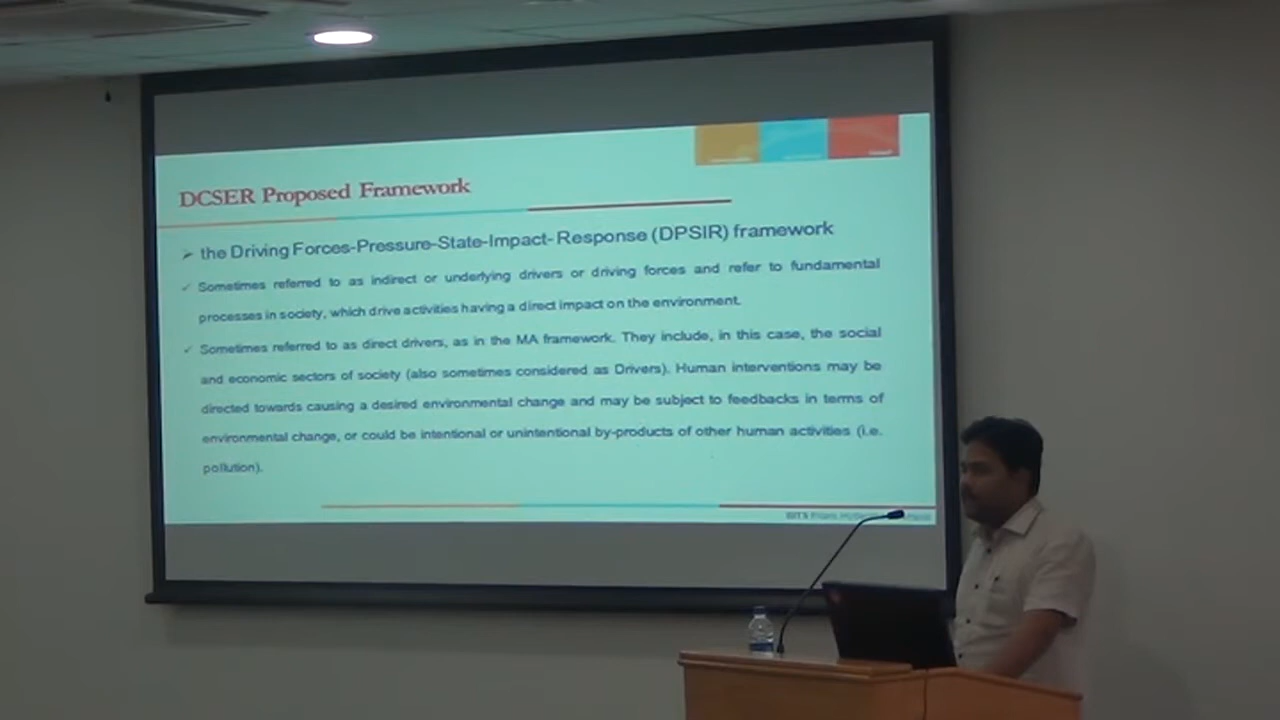 DCSER Proposed Framework
the Driving Forces-Pressure-State-Impact- Response (DPSIR) framework
Sometimes referred to as indirect or underlying drivers or driving forces and refer to fundamental
processes in society, which drive activities having a direct impact on the environment.
Sometimes referred to as direct drivers, as in the MA framework. They include, in this case, the social
and economic sectors of society (also sometimes considered as Drivers). Human interventions may be
directed towards causing a desired environmental change and may be subject to feedbacks in terms of
environmental change, or could be intentional or unintentional by-products of other human activities (i.e.
pollution).
BITS Pilani